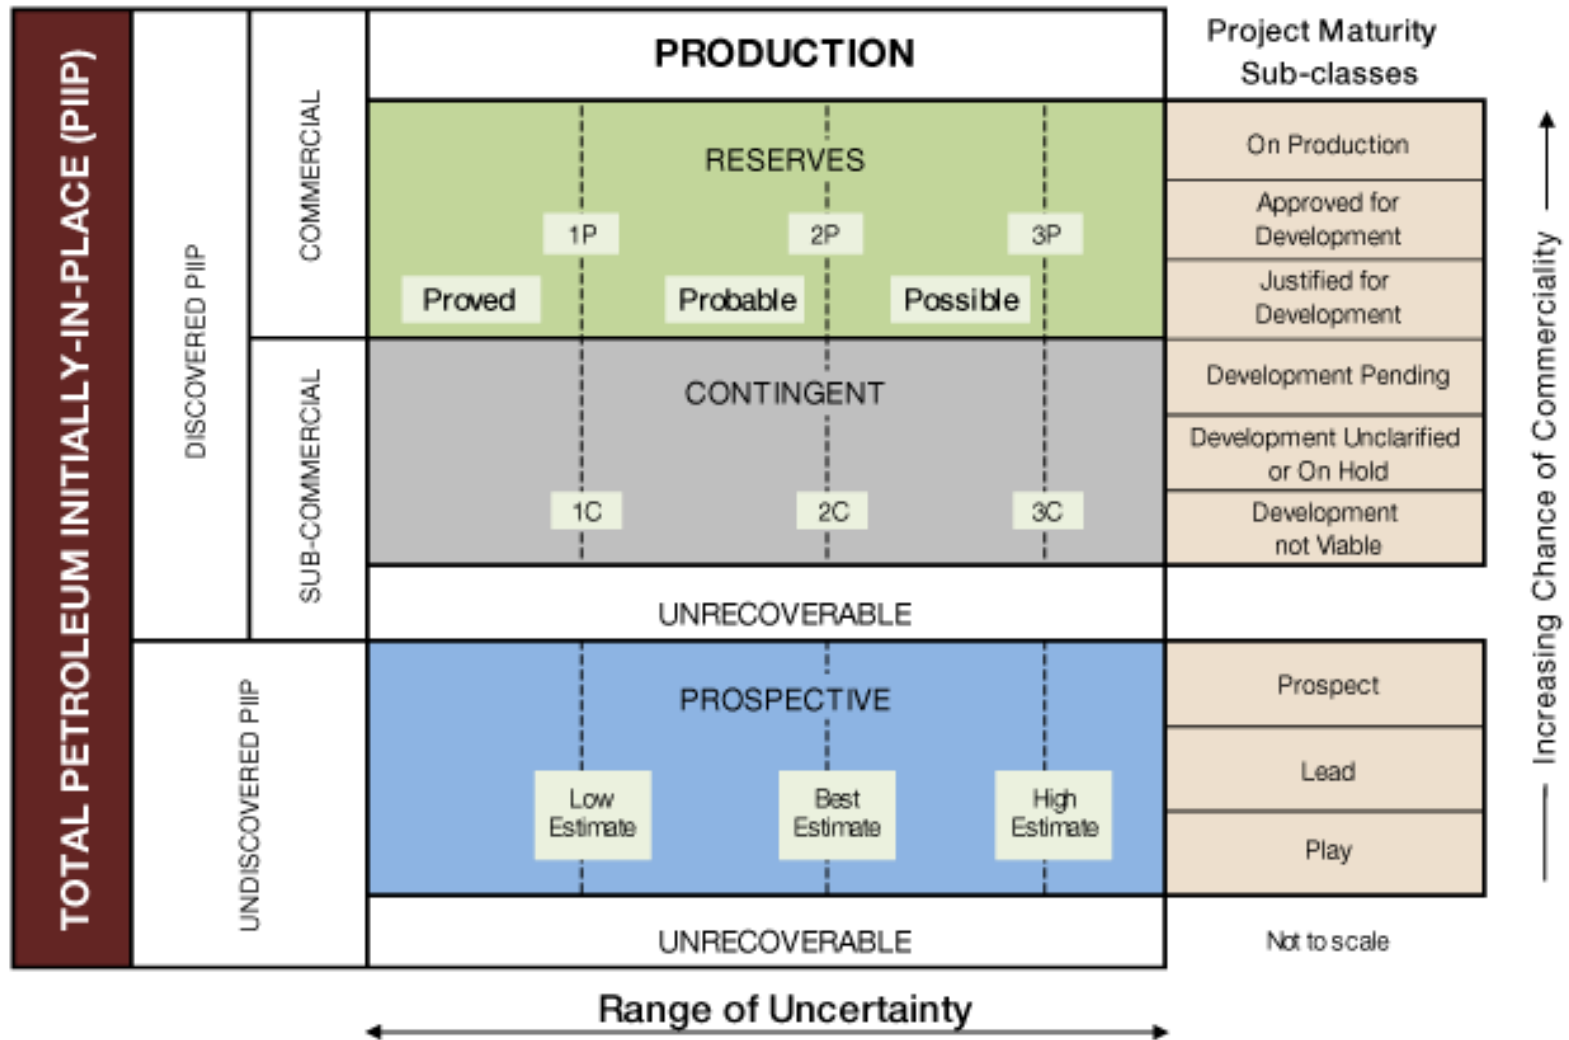 TOTAL PETROLEUM INITIALLY-IN-PLACE (PIIP)
DISCOVERED PIIP
UNDISCOVERED PIIP
COMMERCIAL
SUB-COMMERCIAL
PRODUCTION
RESERVES
1P
2P
3P
Proved
Probable
Possible
CONTINGENT
1C
2C
3C
UNRECOVERABLE
PROSPECTIVE
Low
Estimate
Best
Estimate
High
Estimate
UNRECOVERABLE
Range of Uncertainty
Project Maturity
Sub-classes
On Production
Approved for
Development
Justified for
Development
Development Pending
Development Unclarified
or On Hold
Development
not Viable
Prospect
Lead
Play
Not to scale
Increasing Chance of Commerciality